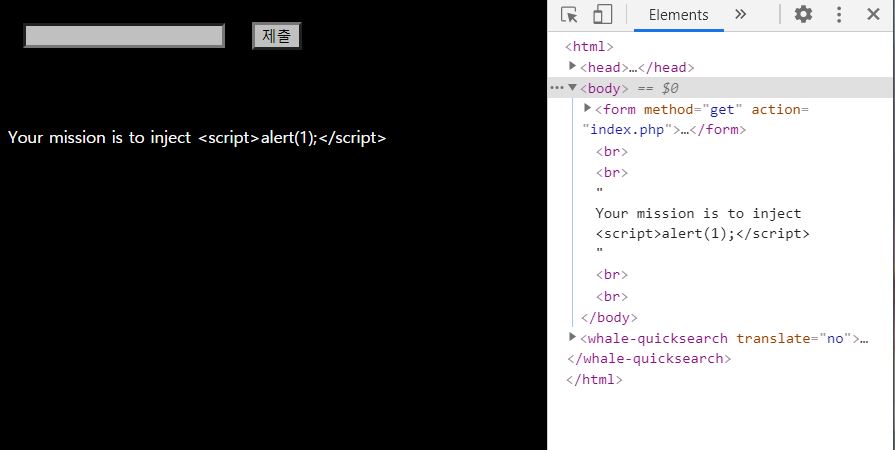 제출
Your mission is to inject <script>alert(1);</script>
Elements
<html>
<head>…</head>
<body> == $0
<form method="get" action=
"index.php">…</form>
<br>
<br>
"
Your mission is to inject
<script>alert(1);</script>
"
<br>
<br>
</body>
<whale-quicksearch translate="no">…
</whale-quicksearch>
</html>